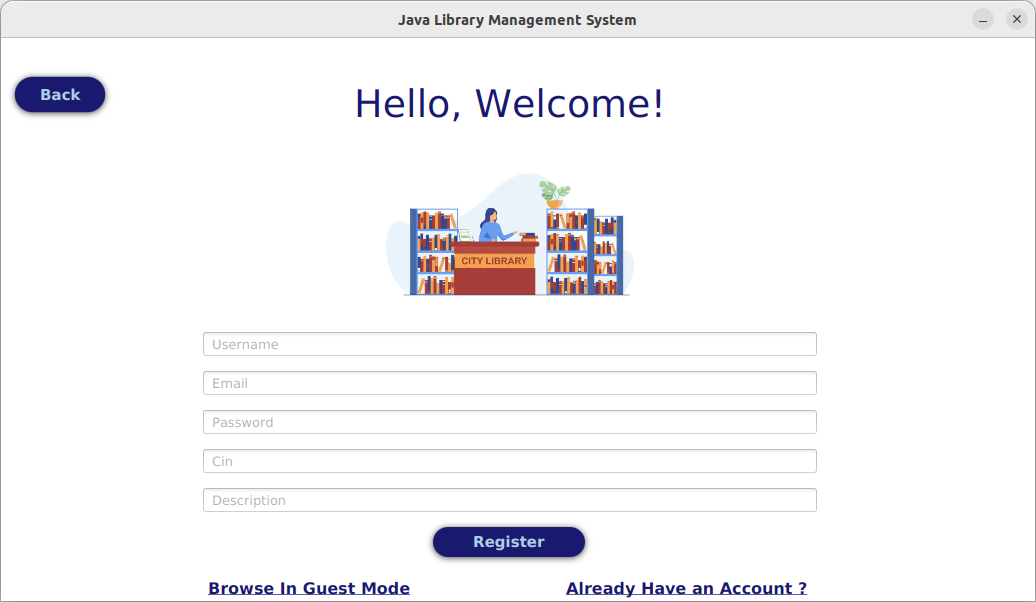 Java Library Management System
Back
Hello, Welcome!
CITY LIBRARY
Username
Email
Password
Cin
Description
Register
Browse In Guest Mode
Already Have an Account ?